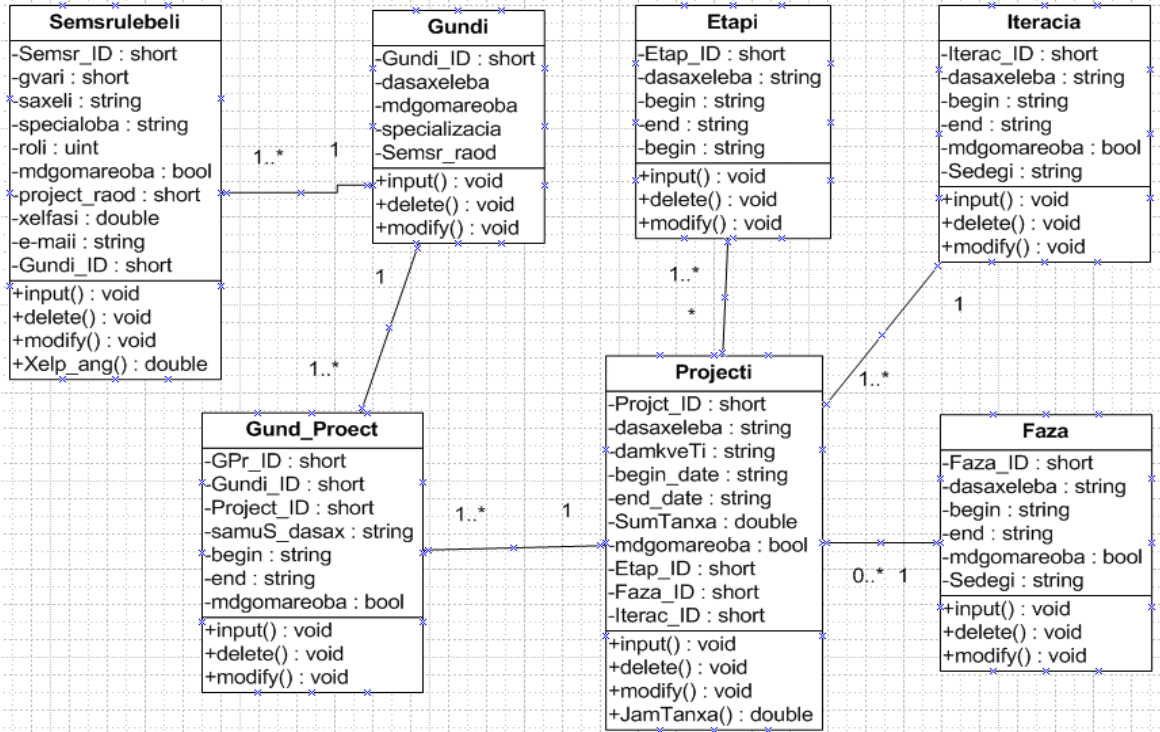 Semsrulebeli
-Semsr_ID : short
-gvari : short
-saxeli : string
-specialoba : string
-roli : uint
-mdgomareoba : bool
-project_raod : short
-xelfasi : double
-e-maii : string
-Gundi_ID : short
+input() : void
+delete() : void
+modify() : void
+Xelp_ang() : double
1..*
1
Gundi
-Gundi_ID : short
-dasaxeleba
-mdgomareoba
-specializacia
-Semsr_raod
+input() : void
+delete() : void
+modify() : void
1
1..*
Etapi
-Etap_ID : short
-dasaxeleba : string
-begin : string
-end : string
-begin : string
+input() : void
+delete() : void
+modify() : void
1..*
*
Iteracia
-Iterac_ID : short
-dasaxeleba : string
-begin : string
-end : string
-mdgomareoba : bool
-Sedegi : string
+input() : void
+delete() : void
+modify() : void
1
1..*
Gund_Proect
-GPr_ID : short
-Gundi_ID : short
-Project_ID : short
-samuS_dasax : string
-begin : string
-end : string
-mdgomareoba : bool
+input() : void
+delete() : void
+modify() : void
1..*
1
Projecti
-Projct_ID : short
-dasaxeleba : string
-damkveTi : string
-begin_date : string
-end_date : string
-SumTanxa : double
-mdgomareoba : bool
-Etap_ID : short
-Faza_ID : short
-Iterac_ID : short
+input() : void
+delete() : void
+modify() : void
+JamTanxa() : double
0..*
1
Faza
-Faza_ID : short
-dasaxeleba : string
-begin : string
-end : string
-mdgomareoba : bool
-Sedegi : string
+input() : void
+delete() : void
+modify() : void